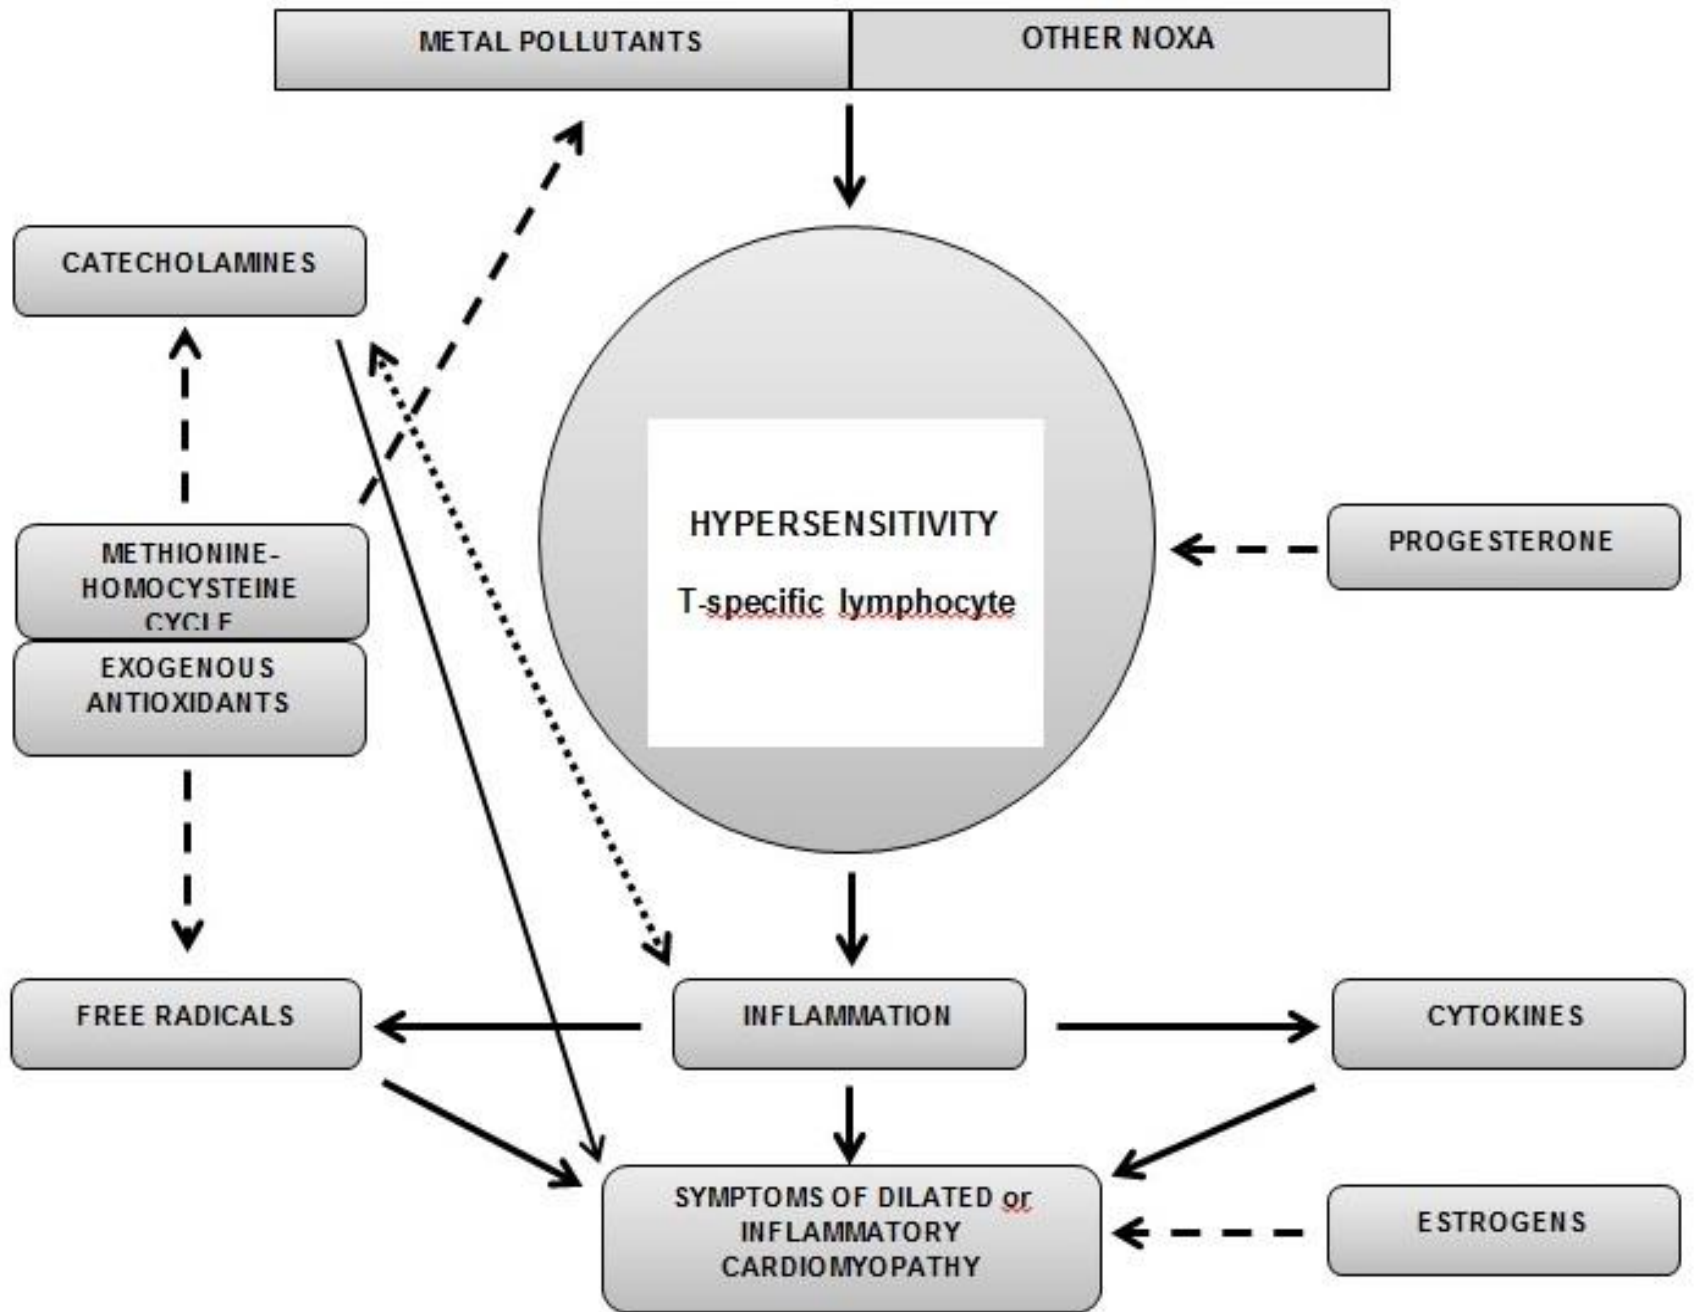 METAL POLLUTANTS
OTHER NOXA
CATECHOLAMINES
HYPERSENSITIVITY
T-specific lymphocyte
PROGESTERONE
METHIONINE-
HOMOCYSTEINE
CYCLE
EXOGENOUS
ANTIOXIDANTS
FREE RADICALS
INFLAMMATION
CYTOKINES
SYMPTOMS OF DILATED or
INFLAMMATORY
CARDIOMYOPATHY
ESTROGENS